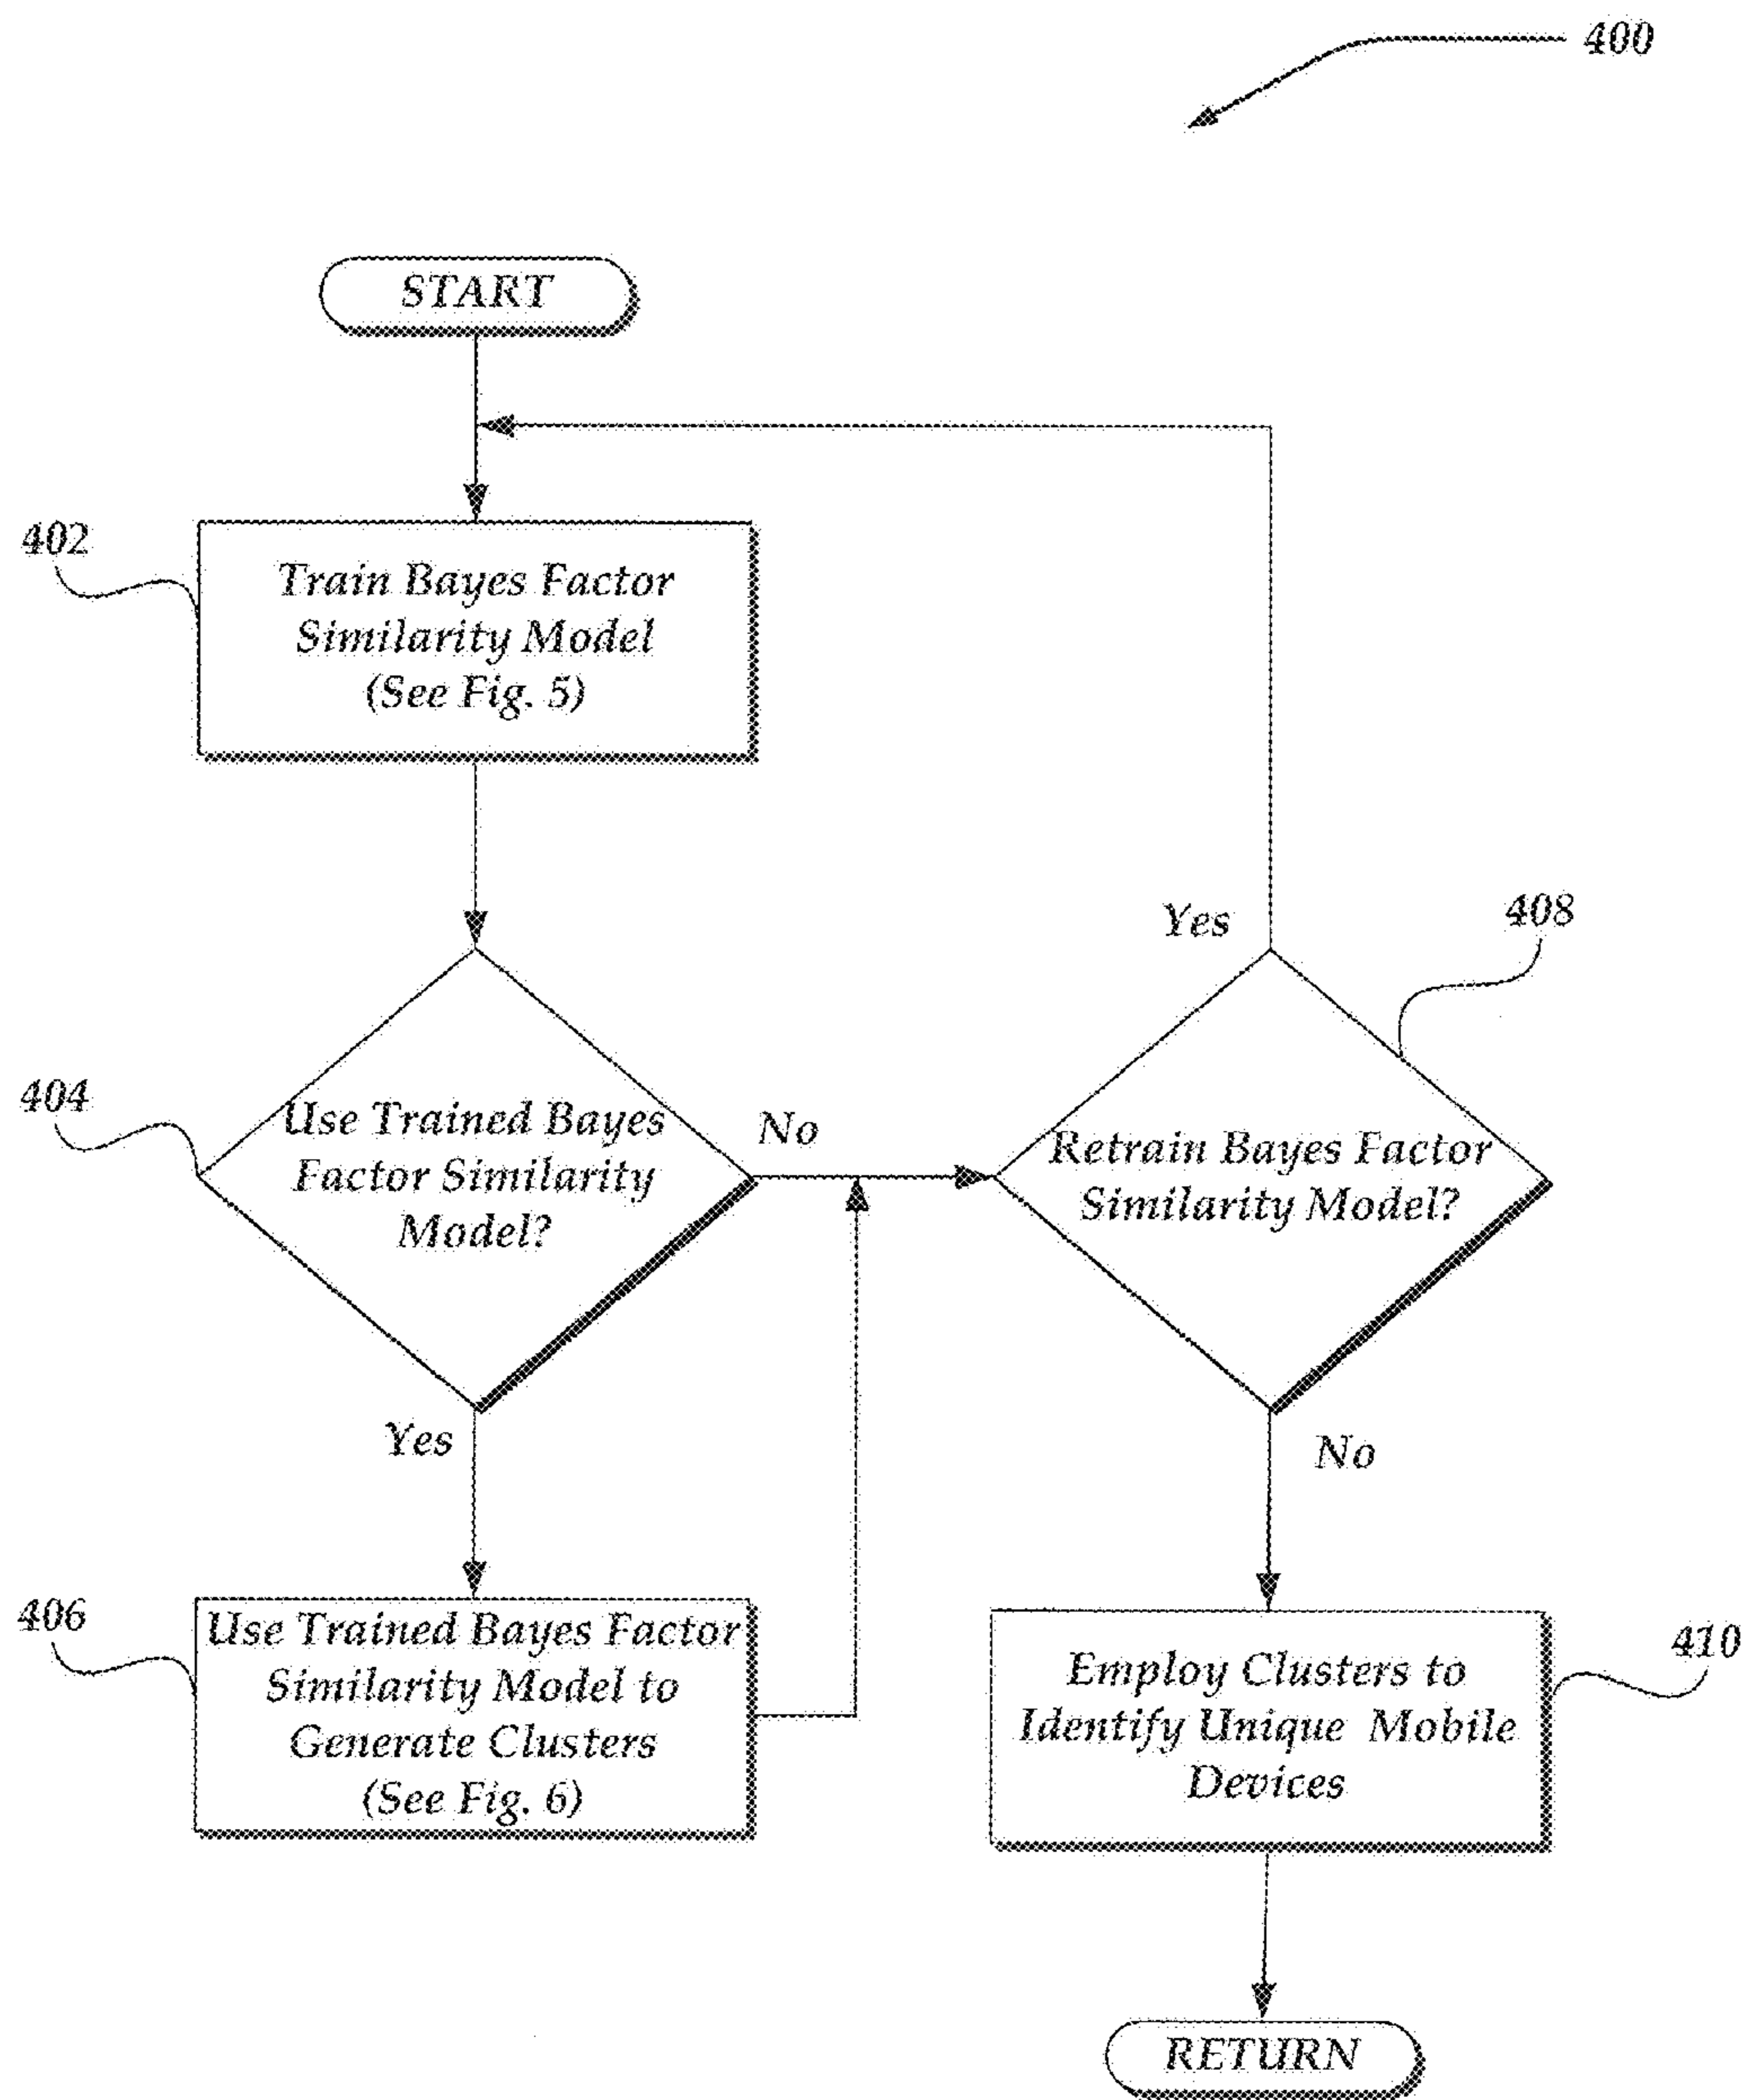 400
START
402
Train Bayes Factor
Similarity Model
(See Fig. 5)
Yes
408
404
Use Trained Bayes
Factor Similarity
Model?
No
Retrain Bayes Factor
Similarity Model?
Yes
No
406
Use Trained Bayes Factor
Similarity Model to
Generate Clusters
(See Fig. 6)
410
Employ Clusters to
Identify Unique Mobile
Devices
RETURN